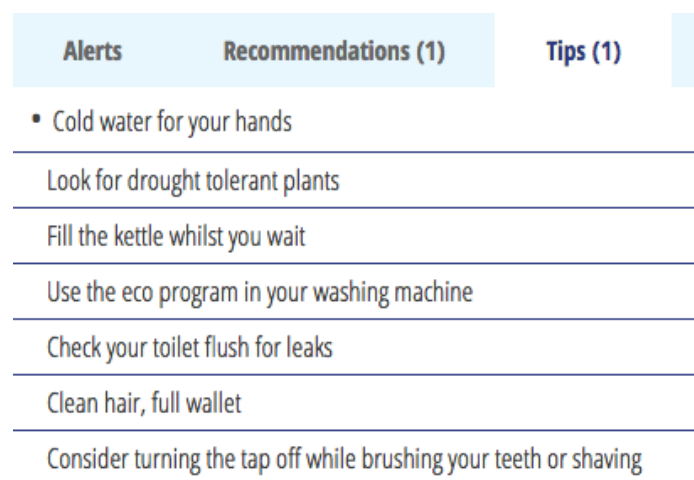 Alerts Recommendations (1) Tips (1)
• Cold water for your hands
Look for drought tolerant plants
Fill the kettle whilst you wait
Use the eco program in your washing machine
Check your toilet flush for leaks
Clean hair, full wallet
Consider turning the tap off while brushing your teeth or shaving